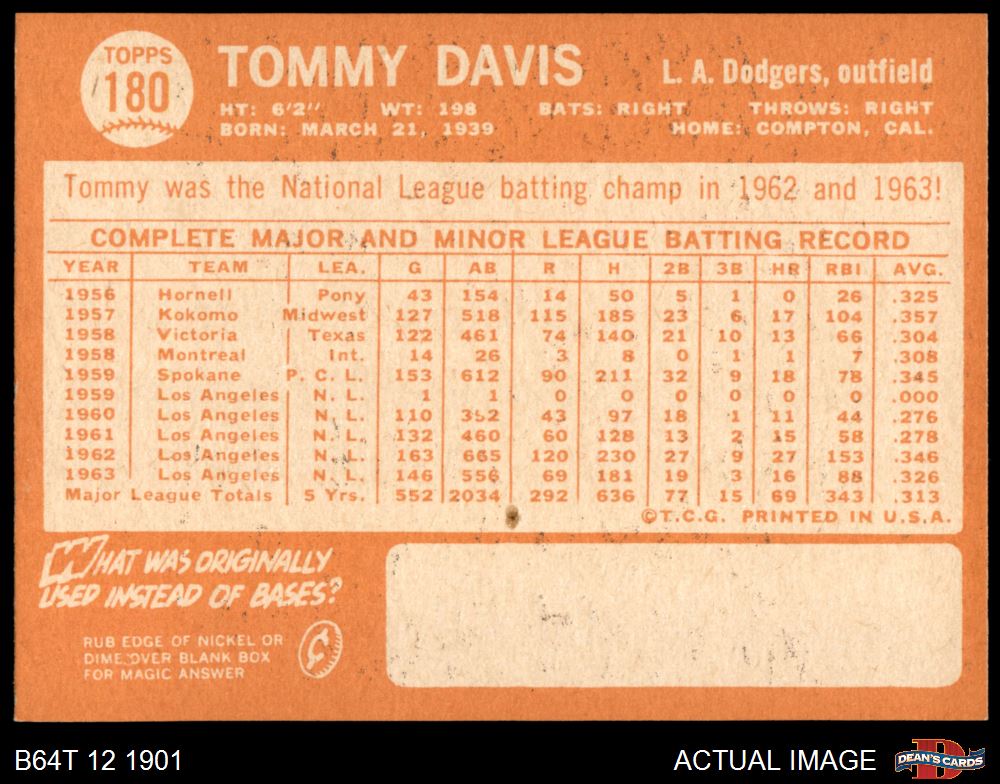 TOPPS
180
TOMMY DAVIS
L. A. Dodgers, outfield
HT: 6'2" WT: 198 BATS: RIGHT THROWS: RIGHT
BORN: MARCH 21, 1939 HOME: COMPTON, CAL.
Tommy was the National League batting champ in 1962 and 1963!
COMPLETE MAJOR AND MINOR LEAGUE BATTING RECORD
YEAR TEAM LEA. G AB R H 2B 3B HR RBI AVG.
1956 Hornell Pony 43 154 14 50 5 1 0 26 .325
1957 Kokomo Midwest 127 518 115 185 23 6 17 104 .357
1958 Victoria Texas 122 461 74 140 21 10 13 66 .304
1958 Montreal Int. 14 26 3 8 0 1 1 7 .308
1959 Spokane P. C. L. 153 612 90 211 32 9 18 78 .345
1959 Los Angeles N. L. 1 1 0 0 0 0 0 0 .000
1960 Los Angeles N. L. 110 352 43 97 18 1 11 44 .276
1961 Los Angeles N. L. 132 460 60 128 13 2 15 58 .278
1962 Los Angeles N. L. 163 665 120 230 27 9 27 153 .346
1963 Los Angeles N. L. 146 556 69 181 19 3 16 88 .326
Major League Totals 5 Yrs. 552 2034 292 636 77 15 69 343 .313
©T.C.G. PRINTED IN U.S.A.
WHAT WAS ORIGINALLY
USED INSTEAD OF BASES?
RUB EDGE OF NICKEL OR
DIME OVER BLANK BOX
FOR MAGIC ANSWER
B64T 12 1901
ACTUAL IMAGE
DEAN'S CARDS